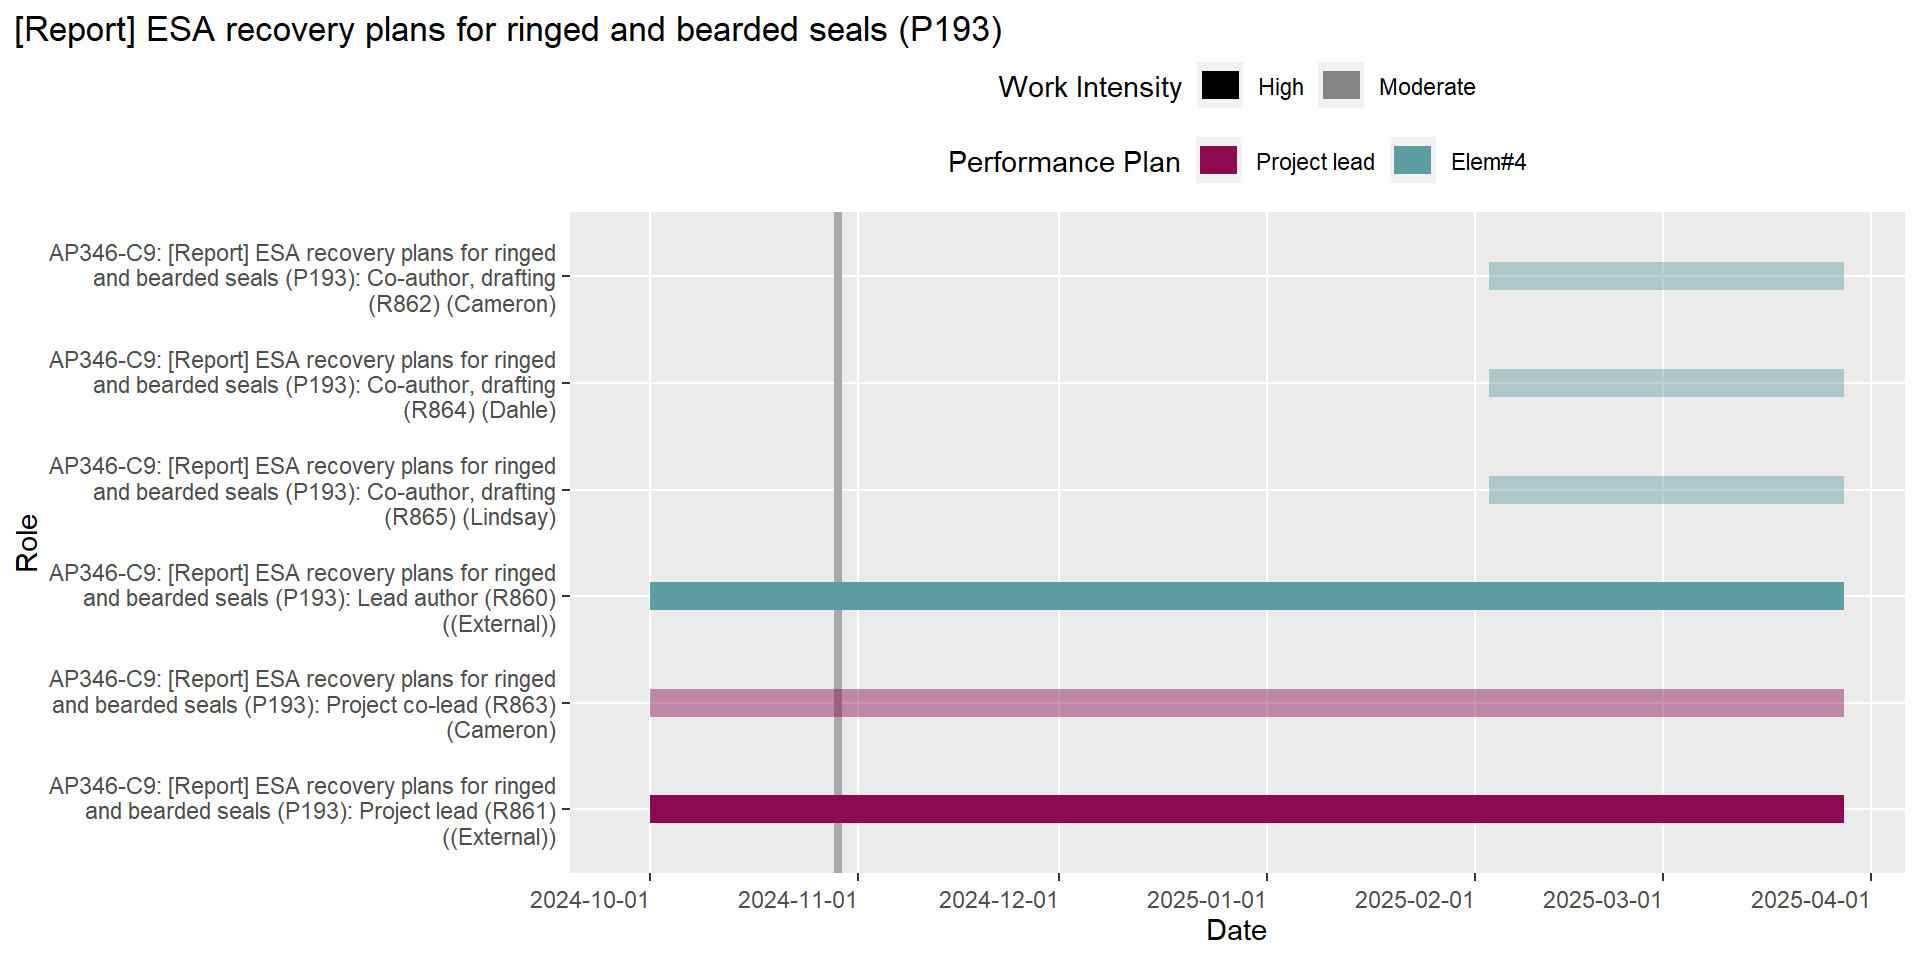 [Report] ESA recovery plans for ringed and bearded seals (P193)
Work Intensity High Moderate
Performance Plan Project lead Elem#4
AP346-C9: [Report] ESA recovery plans for ringed
and bearded seals (P193): Co-author, drafting
(R862) (Cameron)
AP346-C9: [Report] ESA recovery plans for ringed
and bearded seals (P193): Co-author, drafting
(R864) (Dahle)
AP346-C9: [Report] ESA recovery plans for ringed
and bearded seals (P193): Co-author, drafting
(R865) (Lindsay)
AP346-C9: [Report] ESA recovery plans for ringed
and bearded seals (P193): Lead author (R860)
((External))
AP346-C9: [Report] ESA recovery plans for ringed
and bearded seals (P193): Project co-lead (R863)
(Cameron)
AP346-C9: [Report] ESA recovery plans for ringed
and bearded seals (P193): Project lead (R861)
((External))
Role
2024-10-01 2024-11-01 2024-12-01 2025-01-01 2025-02-01 2025-03-01 2025-04-01
Date